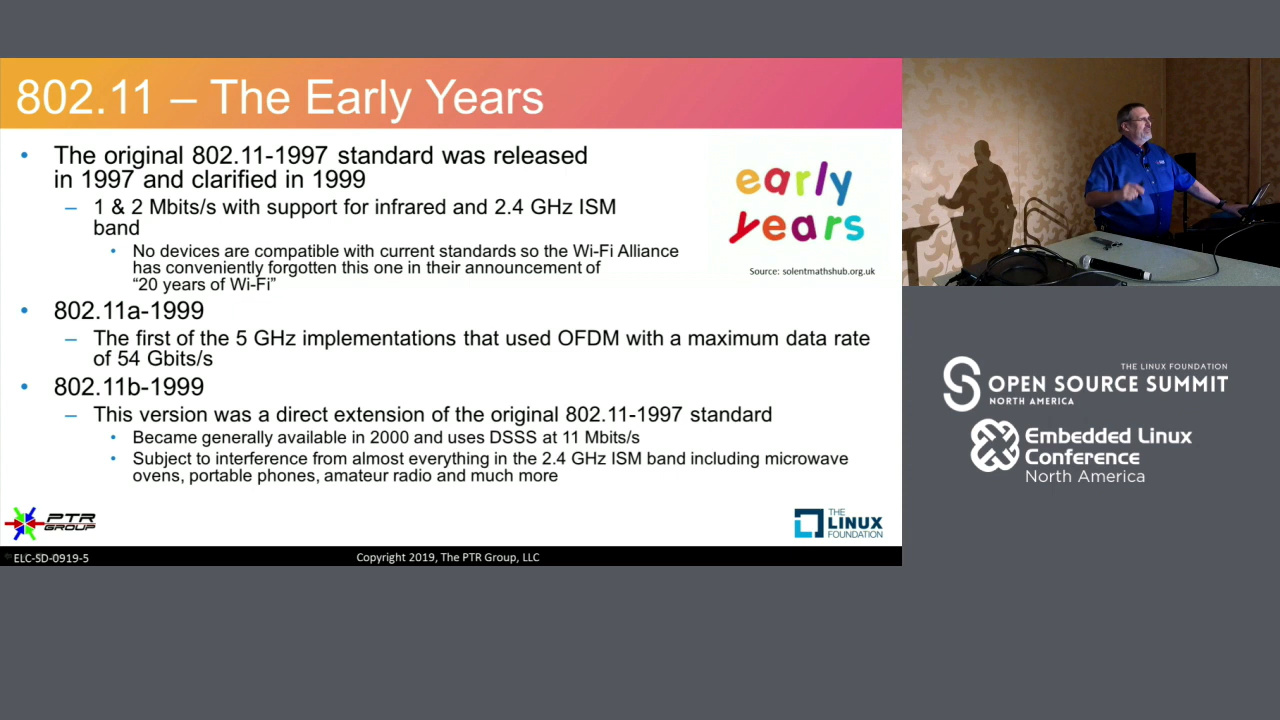 802.11 – The Early Years
• The original 802.11-1997 standard was released
in 1997 and clarified in 1999
– 1 & 2 Mbits/s with support for infrared and 2.4 GHz ISM
band
• No devices are compatible with current standards so the Wi-Fi Alliance
has conveniently forgotten this one in their announcement of
“20 years of Wi-Fi”
• 802.11a-1999
– The first of the 5 GHz implementations that used OFDM with a maximum data rate
of 54 Gbits/s
• 802.11b-1999
– This version was a direct extension of the original 802.11-1997 standard
• Became generally available in 2000 and uses DSSS at 11 Mbits/s
• Subject to interference from almost everything in the 2.4 GHz ISM band including microwave
ovens, portable phones, amateur radio and much more
early
years
Source: solentmathshub.org.uk
PTR
GROUP
THE
LINUX
FOUNDATION
ELC-SD-0919-5
Copyright 2019, The PTR Group, LLC
THE LINUX FOUNDATION
OPEN SOURCE SUMMIT
NORTH AMERICA
Embedded Linux
Conference
North America